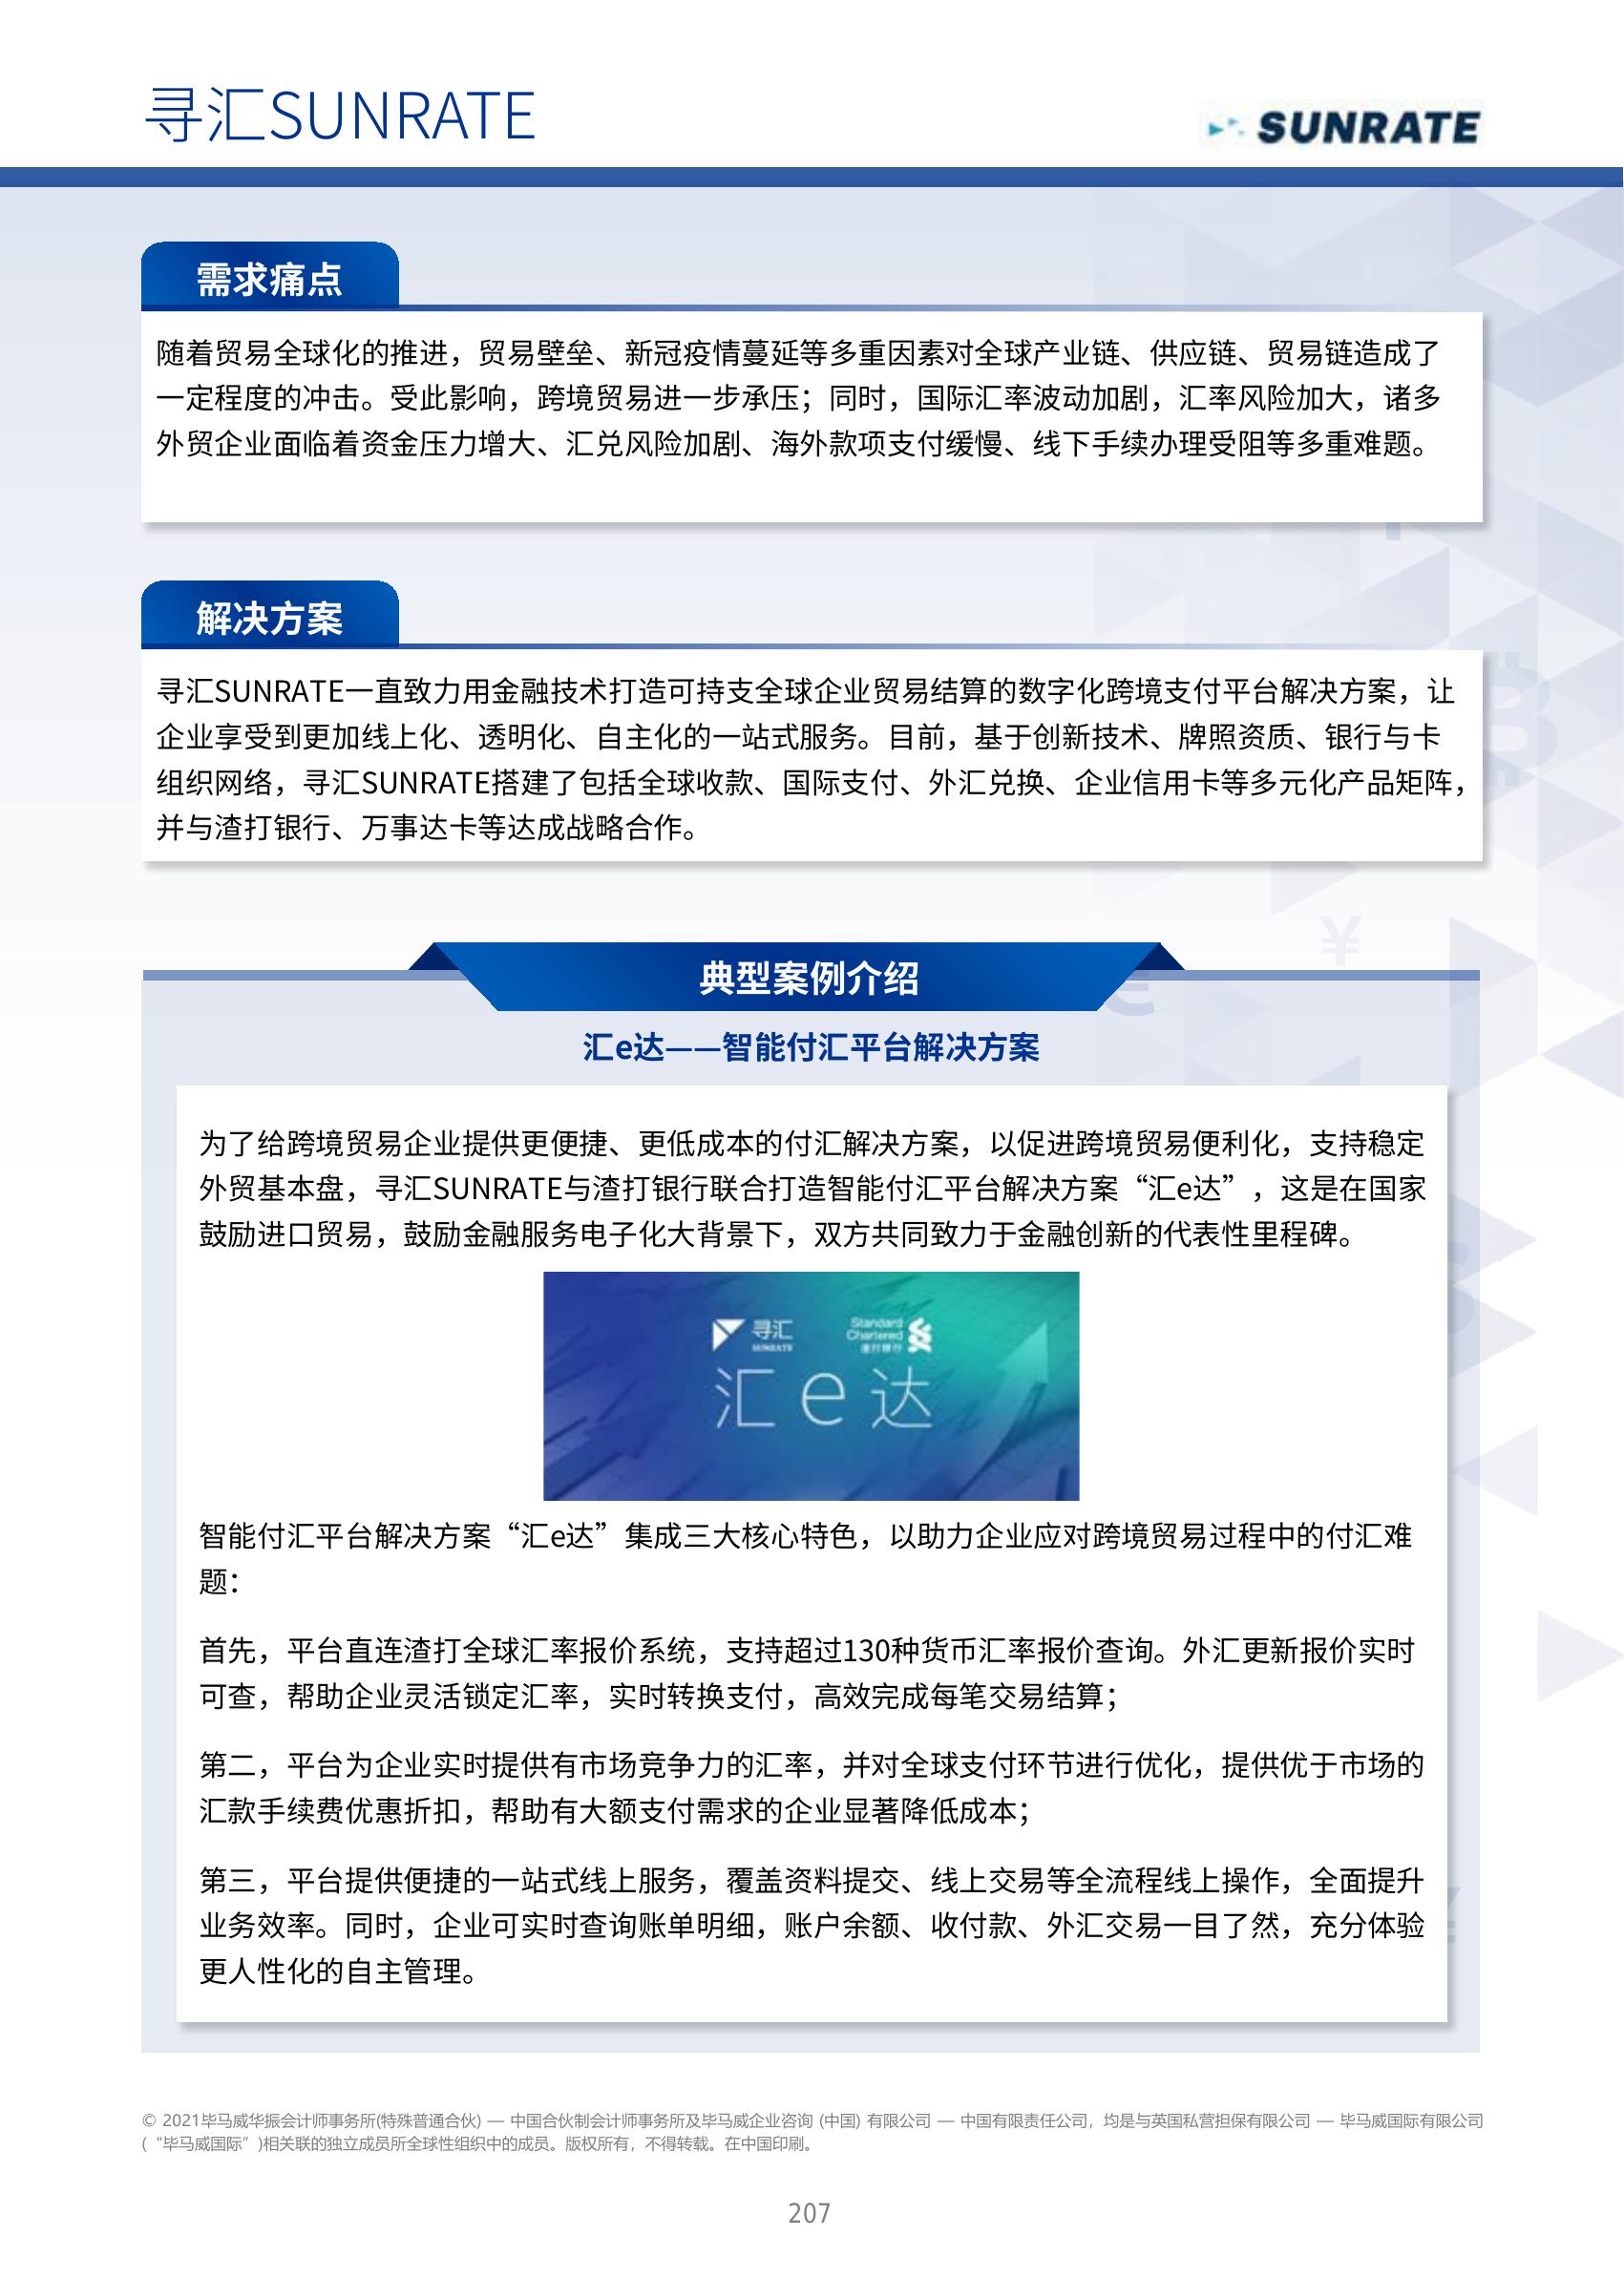 寻汇SUNRATE
SUNRATE
需求痛点
随着贸易全球化的推进，贸易壁垒、新冠疫情蔓延等多重因素对全球产业链、供应链、贸易链造成了
一定程度的冲击。受此影响，跨境贸易进一步承压；同时，国际汇率波动加剧，汇率风险加大，诸多
外贸企业面临着资金压力增大、汇兑风险加剧、海外款项支付缓慢、线下手续办理受阻等多重难题。
解决方案
寻汇SUNRATE一直致力用金融技术打造可持支全球企业贸易结算的数字化跨境支付平台解决方案，让
企业享受到更加线上化、透明化、自主化的一站式服务。目前，基于创新技术、牌照资质、银行与卡
组织网络，寻汇SUNRATE搭建了包括全球收款、国际支付、外汇兑换、企业信用卡等多元化产品矩阵，
并与渣打银行、万事达卡等达成战略合作。
典型案例介绍
汇e达——智能付汇平台解决方案
为了给跨境贸易企业提供更便捷、更低成本的付汇解决方案，以促进跨境贸易便利化，支持稳定
外贸基本盘，寻汇SUNRATE与渣打银行联合打造智能付汇平台解决方案“汇e达”，这是在国家
鼓励进口贸易，鼓励金融服务电子化大背景下，双方共同致力于金融创新的代表性里程碑。
寻汇
SUNRATE
Standard
Chartered
渣打银行
汇e达
智能付汇平台解决方案“汇e达”集成三大核心特色，以助力企业应对跨境贸易过程中的付汇难
题：
首先，平台直连渣打全球汇率报价系统，支持超过130种货币汇率报价查询。外汇更新报价实时
可查，帮助企业灵活锁定汇率，实时转换支付，高效完成每笔交易结算；
第二，平台为企业实时提供有市场竞争力的汇率，并对全球支付环节进行优化，提供优于市场的
汇款手续费优惠折扣，帮助有大额支付需求的企业显著降低成本；
第三，平台提供便捷的一站式线上服务，覆盖资料提交、线上交易等全流程线上操作，全面提升
业务效率。同时，企业可实时查询账单明细，账户余额、收付款、外汇交易一目了然，充分体验
更人性化的自主管理。
© 2021毕马威华振会计师事务所(特殊普通合伙) — 中国合伙制会计师事务所及毕马威企业咨询 (中国) 有限公司 — 中国有限责任公司，均是与英国私营担保有限公司 — 毕马威国际有限公司
(“毕马威国际”)相关联的独立成员所全球性组织中的成员。版权所有，不得转载。在中国印刷。
207